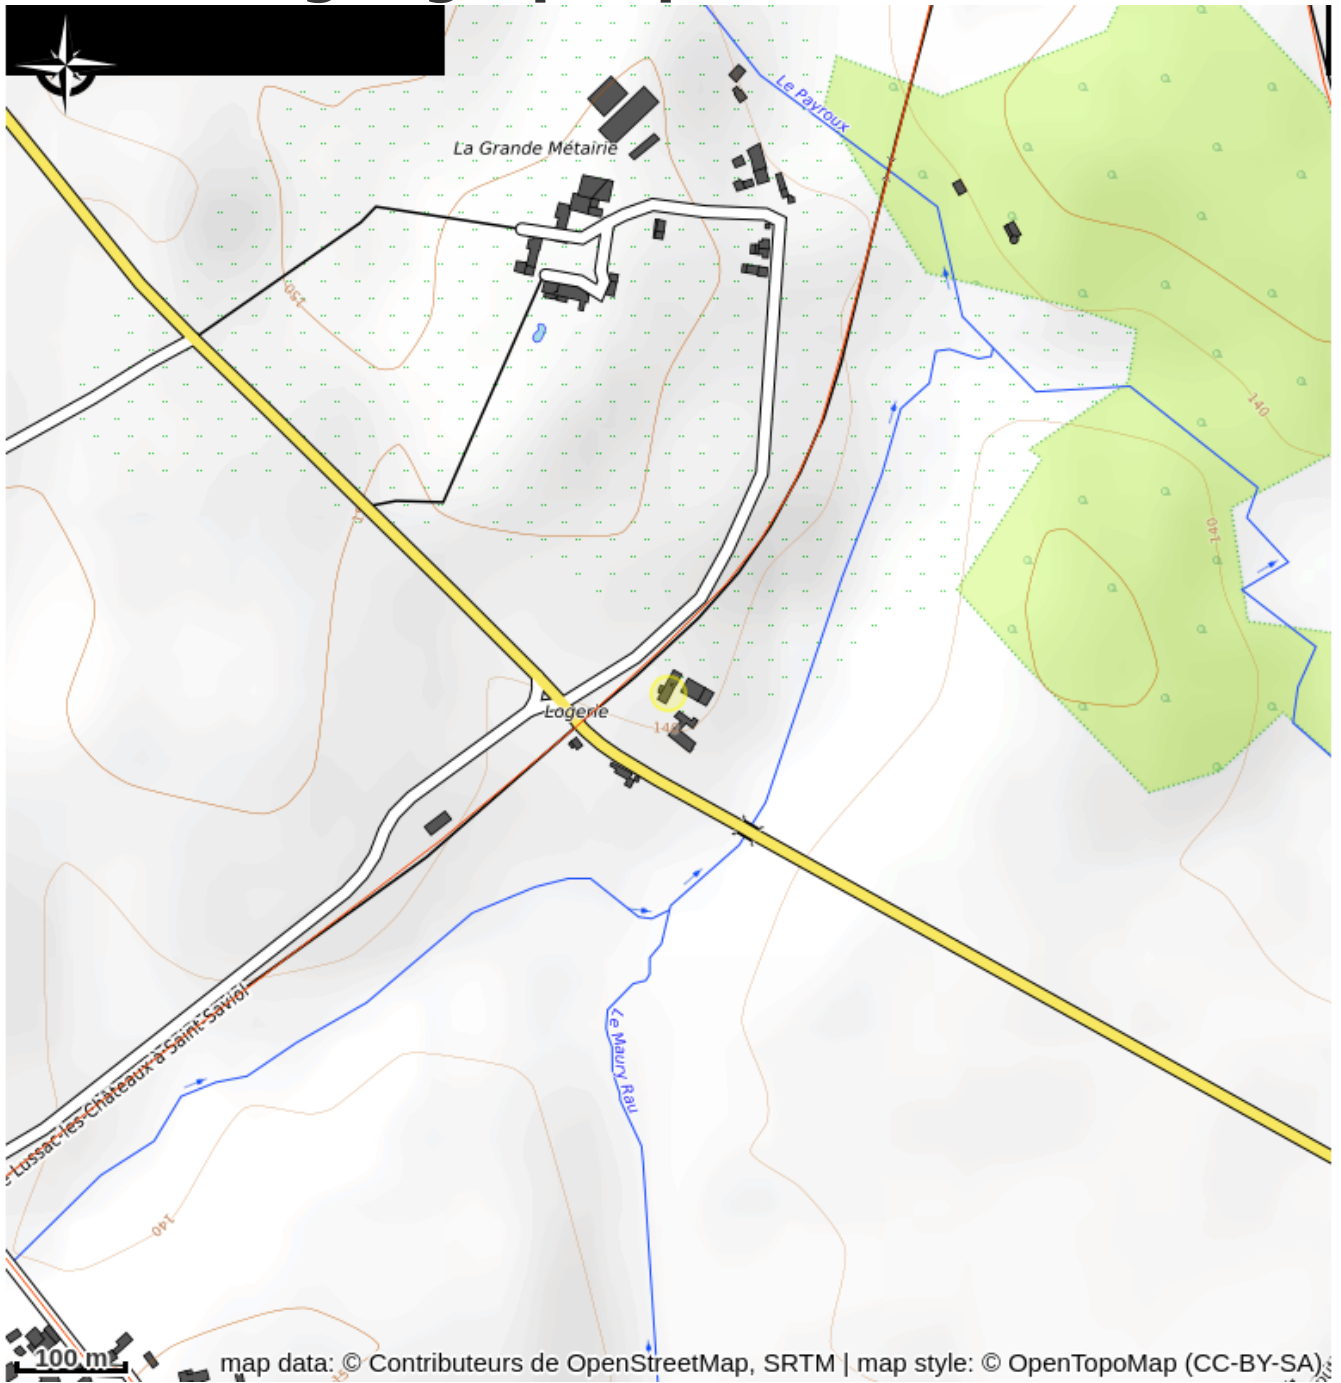 Le Payroux
La Grande Métairie
150
140
140
Logerie
140
Lussac-les-Châteaux à Saint-Saviol
Le Maury Rau
140
100 m
map data: © Contributeurs de OpenStreetMap, SRTM | map style: © OpenTopoMap (CC-BY-SA)